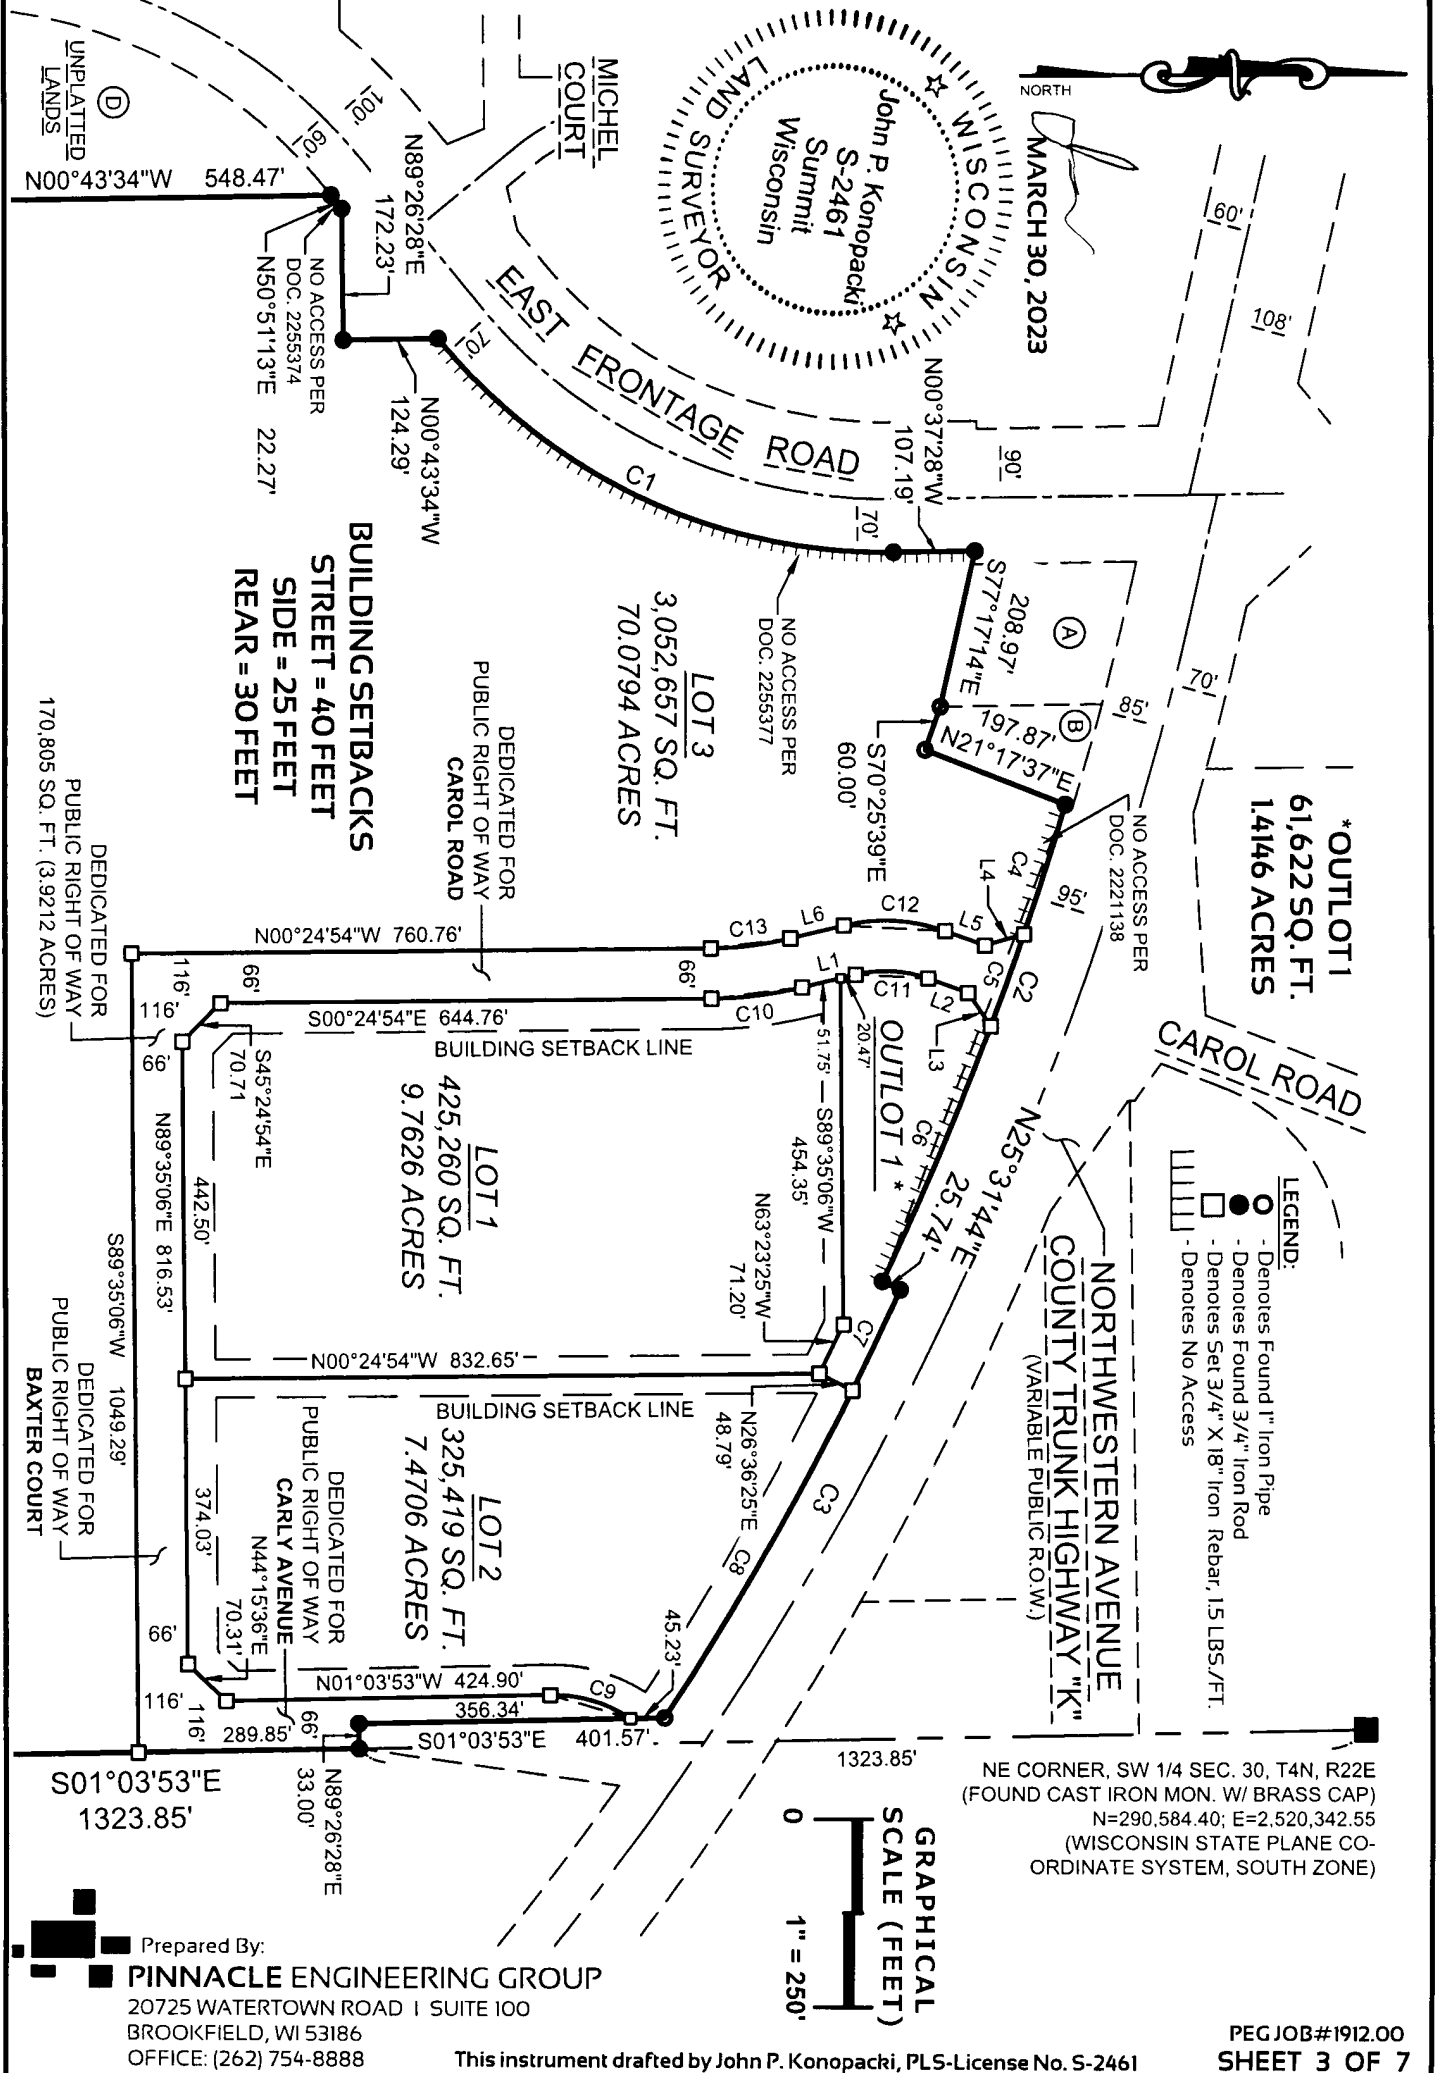 UNPLATTED
LANDS
D
N00°43'34"W 548.47'
100'
60'
MICHEL
COURT
N89°26'28"E
172.23'
NO ACCESS PER
DOC. 2255374
N50°51'13"E 22.27'
N00°43'34"W
124.29'
70'
EAST FRONTAGE ROAD
C1
WISCONSIN
LAND SURVEYOR
John P. Konopacki
S-2461
Summit
Wisconsin
NORTH
MARCH 30, 2023
60'
108'
90'
70'
N00°37'28"W
107.19'
NO ACCESS PER
DOC. 2255377
208.97'
S77°17'14"E
A
B
85'
70'
197.87'
N21°17'37"E
S70°25'39"E
60.00'
NO ACCESS PER
DOC. 2221138
95'
*OUTLOT 1
61,622 SQ. FT.
1.4146 ACRES
CAROL ROAD
LEGEND:
- Denotes Found 1" Iron Pipe
- Denotes Found 3/4" Iron Rod
- Denotes Set 3/4" X 18" Iron Rebar, 1.5 LBS./FT.
- Denotes No Access
NORTHWESTERN AVENUE
COUNTY TRUNK HIGHWAY "K"
(VARIABLE PUBLIC R.O.W.)
BUILDING SETBACKS
STREET = 40 FEET
SIDE = 25 FEET
REAR = 30 FEET
LOT 3
3,052,657 SQ. FT.
70.0794 ACRES
DEDICATED FOR
PUBLIC RIGHT OF WAY
CAROL ROAD
DEDICATED FOR
PUBLIC RIGHT OF WAY
170,805 SQ. FT. (3.9212 ACRES)
N00°24'54"W 760.76'
C13
L6
C12
L5
L4
C4
C2
C5
L3
L2
C11
L1
C10
66'
66'
116'
116'
66'
S00°24'54"E 644.76'
BUILDING SETBACK LINE
S45°24'54"E
70.71
51.75'
20.47'
OUTLOT 1 *
S89°35'06"W
454.35'
C6
N25°31'44"E
25.74'
C7
N63°23'25"W
71.20'
LOT 1
425,260 SQ. FT.
9.7626 ACRES
442.50'
N89°35'06"E 816.53'
S89°35'06"W 1049.29'
N00°24'54"W 832.65'
BUILDING SETBACK LINE
N26°36'25"E
48.79'
C3
C8
LOT 2
325,419 SQ. FT.
7.4706 ACRES
374.03'
DEDICATED FOR
PUBLIC RIGHT OF WAY
BAXTER COURT
DEDICATED FOR
PUBLIC RIGHT OF WAY
CARLY AVENUE
N44°15'36"E
70.31'
66'
116'
116'
66'
N01°03'53"W 424.90'
C9
45.23'
356.34'
289.85'
S01°03'53"E 401.57'
1323.85'
N89°26'28"E
33.00'
S01°03'53"E
1323.85'
NE CORNER, SW 1/4 SEC. 30, T4N, R22E
(FOUND CAST IRON MON. W/ BRASS CAP)
N=290,584.40; E=2,520,342.55
(WISCONSIN STATE PLANE CO-
ORDINATE SYSTEM, SOUTH ZONE)
GRAPHICAL
SCALE (FEET)
0 1" = 250'
Prepared By:
PINNACLE ENGINEERING GROUP
20725 WATERTOWN ROAD | SUITE 100
BROOKFIELD, WI 53186
OFFICE: (262) 754-8888
This instrument drafted by John P. Konopacki, PLS-License No. S-2461
PEG JOB#1912.00
SHEET 3 OF 7